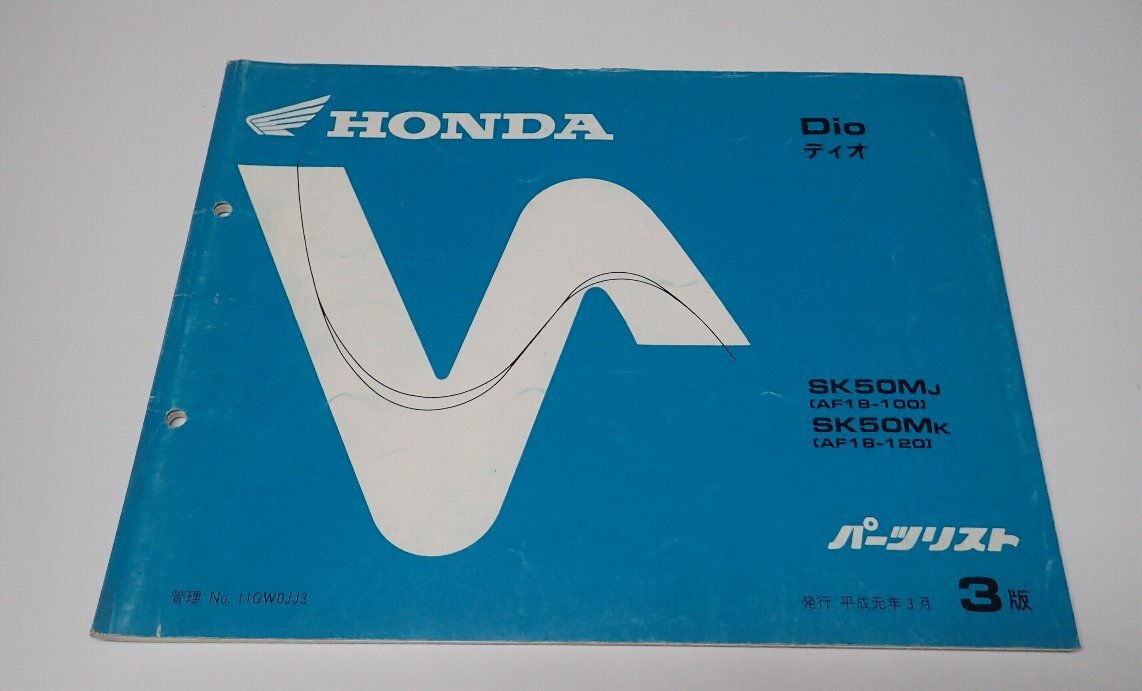 HONDA
Dio
ディオ
SK50MJ
(AF18-100)
SK50MK
(AF18-120)
パーツリスト
管理 No. 11GW0JJ3
発行 平成元年3月 3版